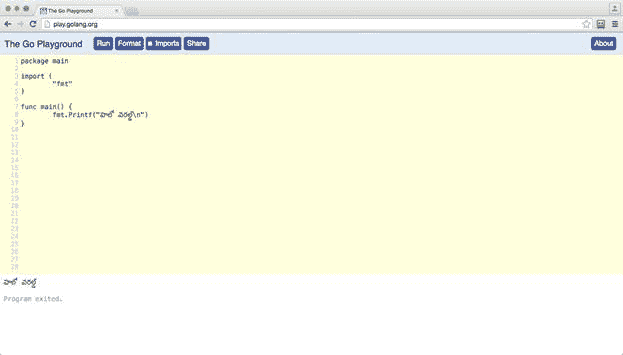 The Go Playground
play.golang.org
The Go Playground Run Format Imports Share About
1 package main
2
3 import (
4 "fmt"
5 )
6
7 func main() {
8 fmt.Printf("హలో వరల్డ్\n")
9 }
10
11
12
13
14
15
16
17
18
19
20
21
22
23
24
25
26
27
28
హలో వరల్డ్
Program exited.